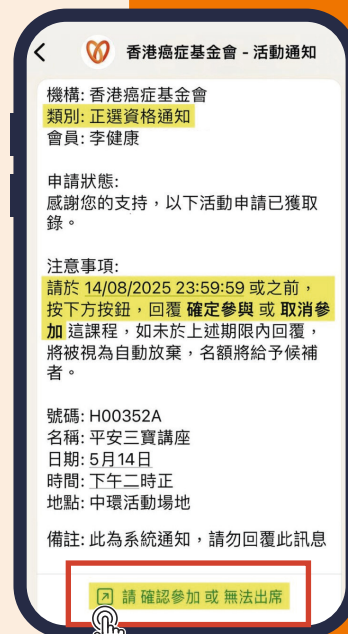 香港癌症基金會 - 活動通知
機構: 香港癌症基金會
類別: 正選資格通知
會員: 李健康
申請狀態:
感謝您的支持，以下活動申請已獲取
錄。
注意事項:
請於 14/08/2025 23:59:59 或之前，
按下方按鈕，回覆 確定參與 或 取消參
加 這課程，如未於上述期限內回覆，
將被視為自動放棄，名額將給予候補
者。
號碼: H00352A
名稱: 平安三寶講座
日期: 5月14日
時間: 下午二時正
地點: 中環活動場地
備註: 此為系統通知，請勿回覆此訊息
請 確認參加 或 無法出席